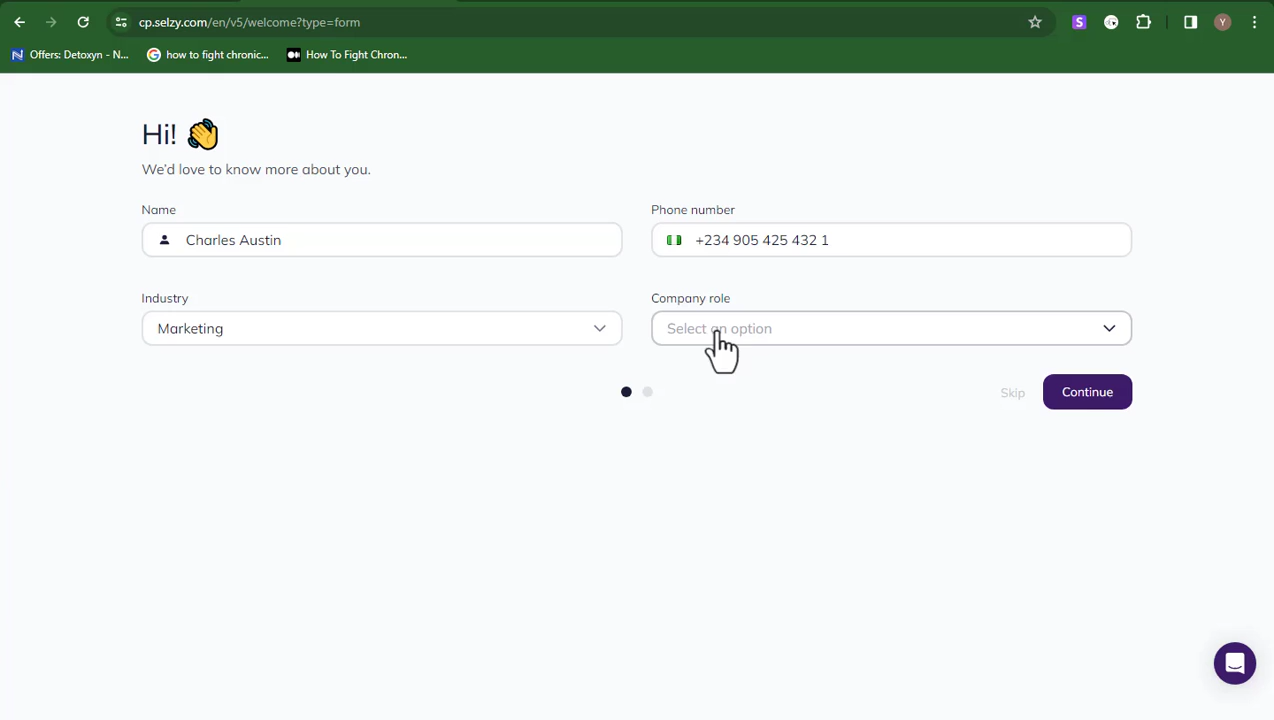 cp.selzy.com/en/v5/welcome?type=form
S
Y
N Offers: Detoxyn - N...
how to fight chronic...
How To Fight Chron...
Hi! 👋
We'd love to know more about you.
Name
Phone number
Charles Austin
+234 905 425 432 1
Industry
Company role
Marketing
Select an option
Skip
Continue